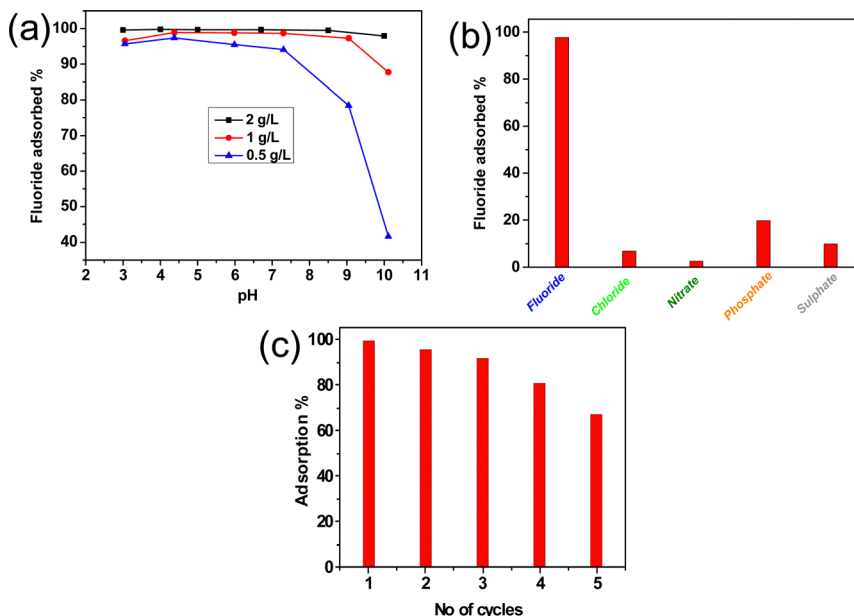 (a)
Fluoride adsorbed %
100
90
80
70
60
50
40
2 g/L
1 g/L
0.5 g/L
2 3 4 5 6 7 8 9 10 11
pH
(b)
Fluoride adsorbed %
100
80
60
40
20
0
Fluoride
Chloride
Nitrate
Phosphate
Sulphate
(c)
Adsorption %
100
80
60
40
20
0
1 2 3 4 5
No of cycles